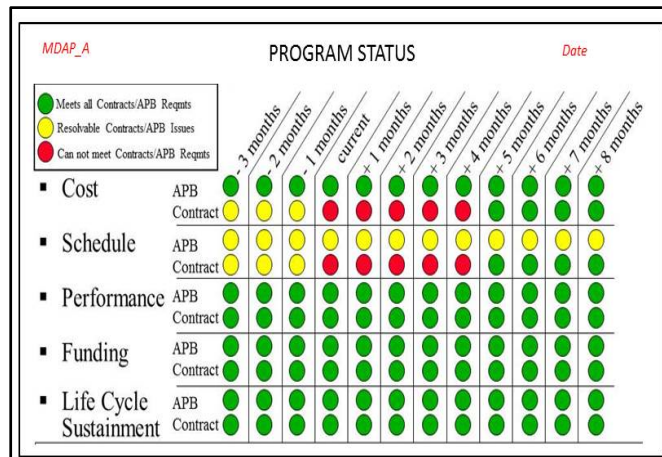 MDAP_A
PROGRAM STATUS
Date
Meets all Contracts/APB Reqmts
Resolvable Contracts/APB Issues
Can not meet Contracts/APB Reqmts
- 3 months
- 2 months
- 1 months
current
+ 1 months
+ 2 months
+ 3 months
+ 4 months
+ 5 months
+ 6 months
+ 7 months
+ 8 months
▪ Cost
APB
Contract
▪ Schedule
APB
Contract
▪ Performance
APB
Contract
▪ Funding
APB
Contract
▪ Life Cycle
Sustainment
APB
Contract